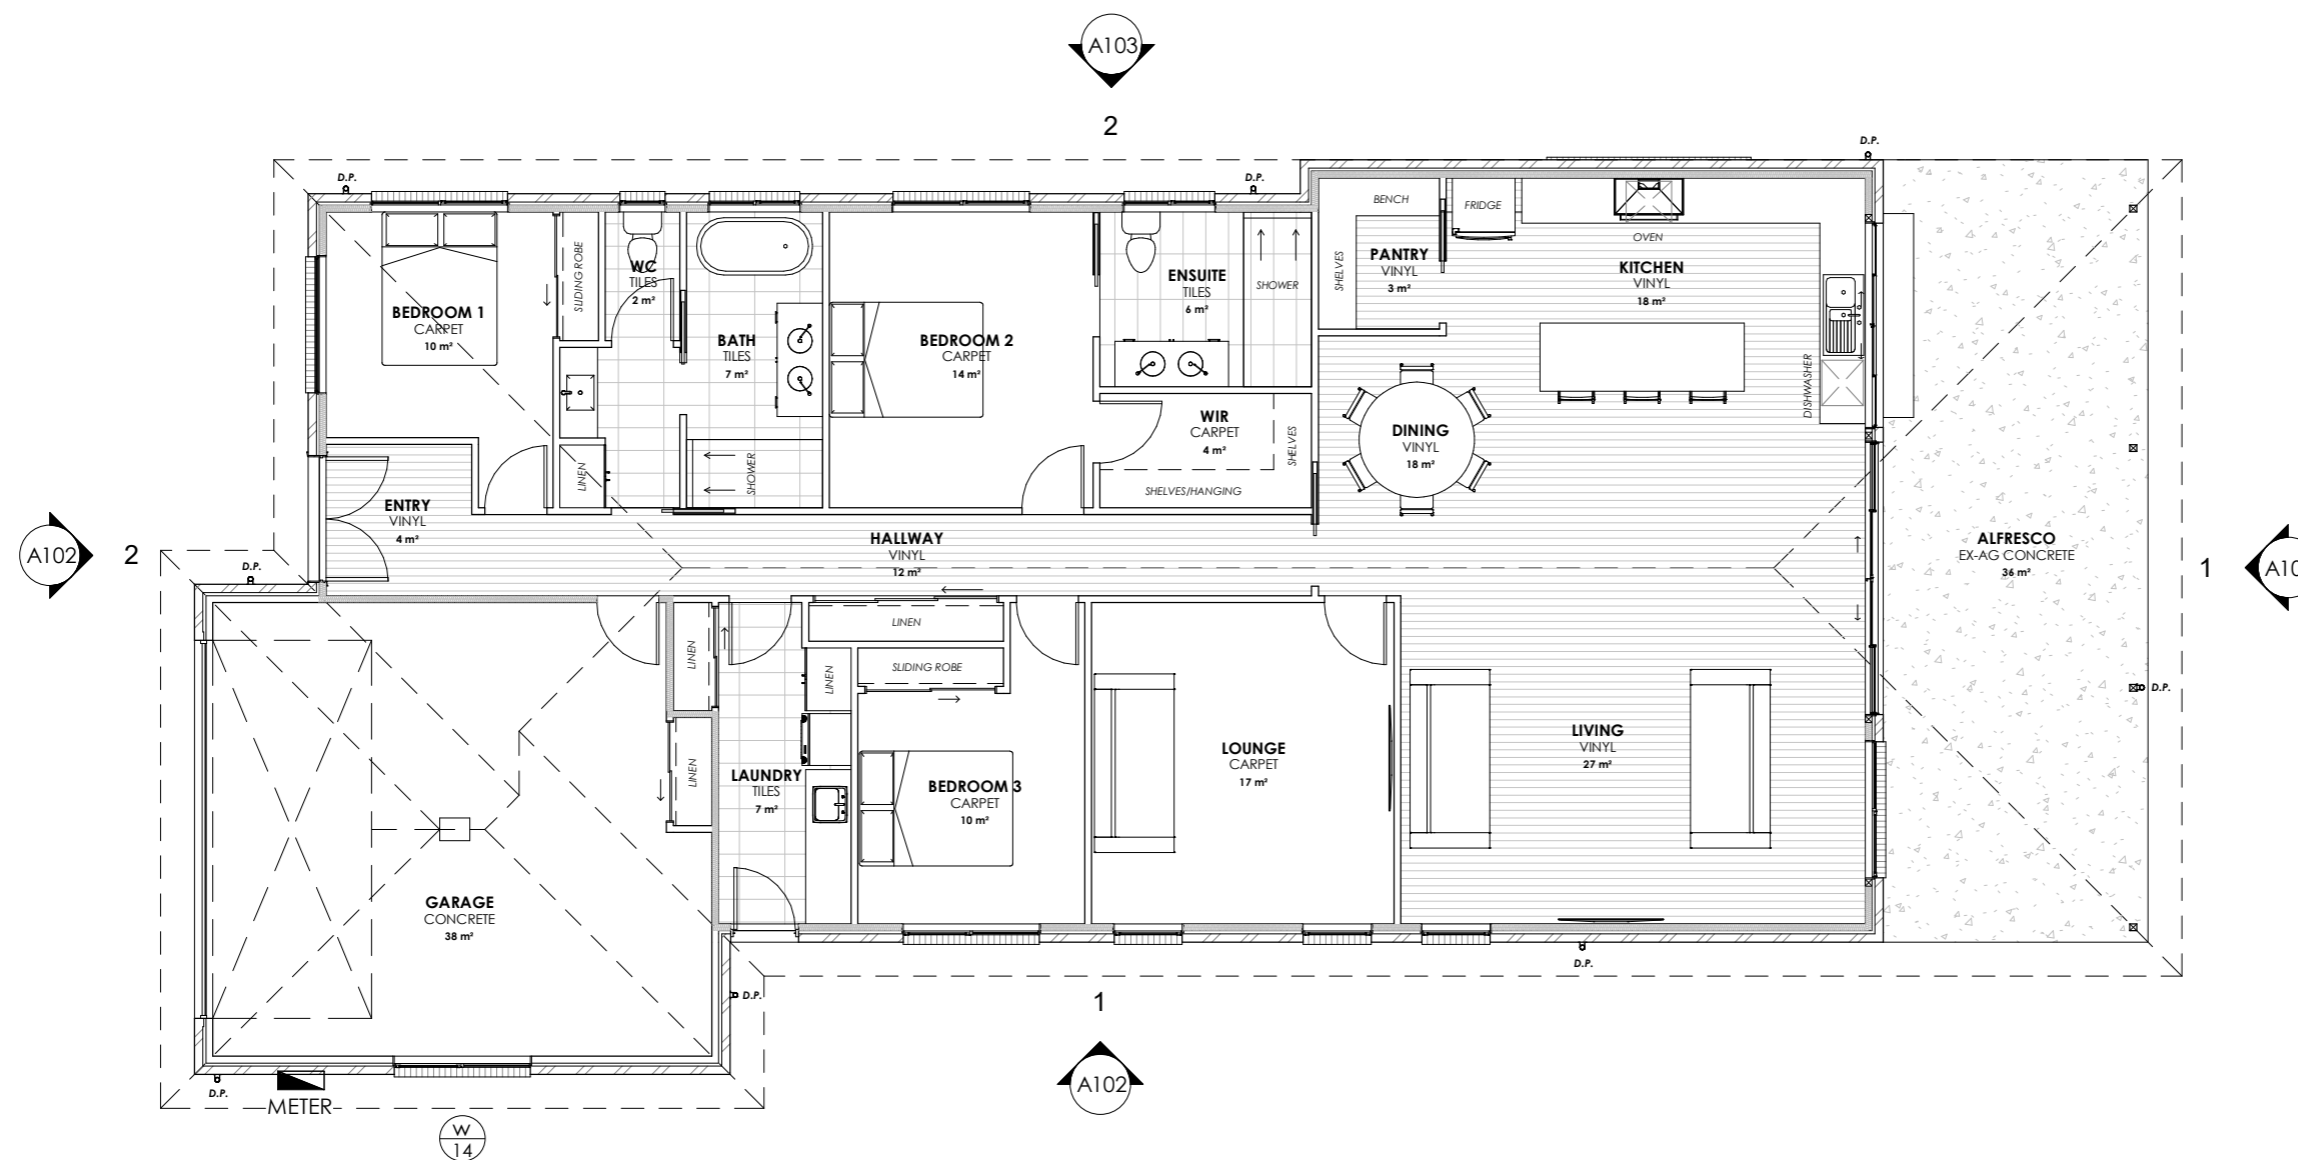 A103
2
D.P.
D.P.
D.P.
BENCH
FRIDGE
OVEN
SLIDING ROBE
WC
TILES
2 m²
ENSUITE
TILES
6 m²
SHOWER
SHELVES
PANTRY
VINYL
3 m²
KITCHEN
VINYL
18 m²
BEDROOM 1
CARPET
10 m²
BATH
TILES
7 m²
BEDROOM 2
CARPET
14 m²
DISHWASHER
WIR
CARPET
4 m²
SHELVES
SHELVES/HANGING
DINING
VINYL
18 m²
LINEN
SHOWER
ENTRY
VINYL
4 m²
A102
2
HALLWAY
VINYL
12 m²
ALFRESCO
EX-AG CONCRETE
36 m²
1
A10
D.P.
LINEN
LINEN
LINEN
SLIDING ROBE
D.P.
LINEN
LAUNDRY
TILES
7 m²
BEDROOM 3
CARPET
10 m²
LOUNGE
CARPET
17 m²
LIVING
VINYL
27 m²
GARAGE
CONCRETE
38 m²
D.P.
D.P.
1
A102
D.P.
METER
W
14